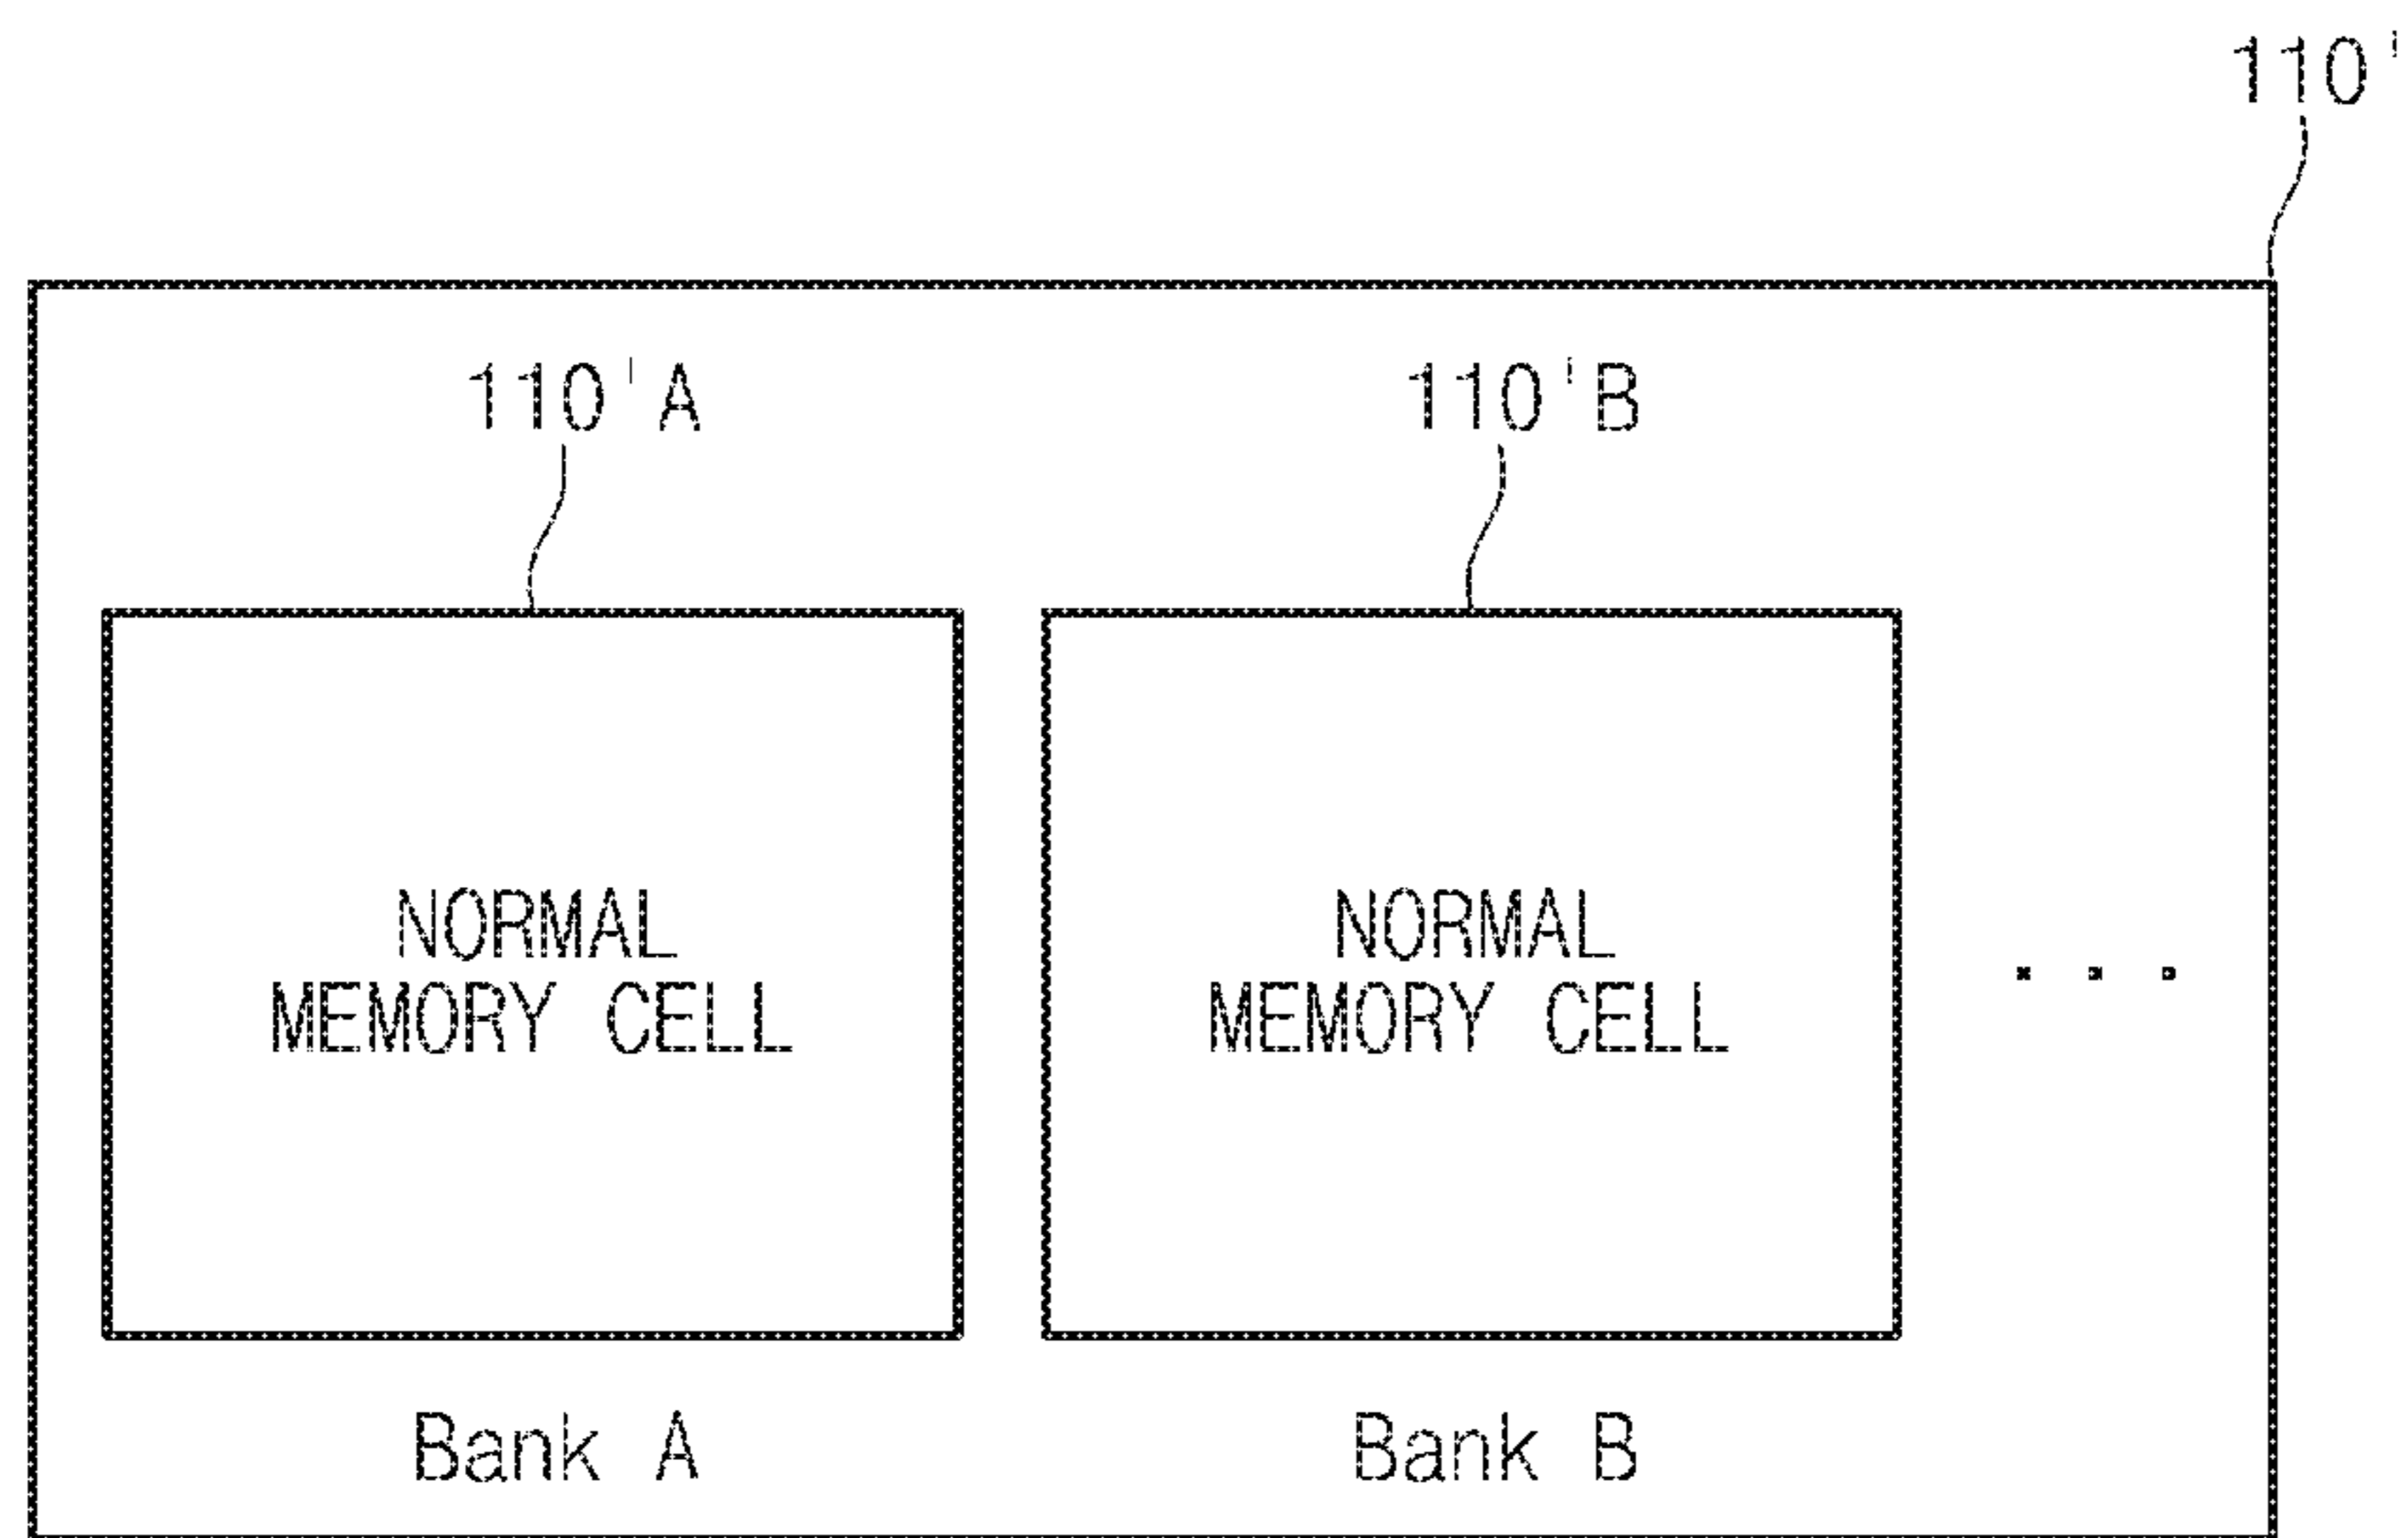 110'
110'A 110'B
NORMAL NORMAL
MEMORY CELL MEMORY CELL
...
Bank A Bank B